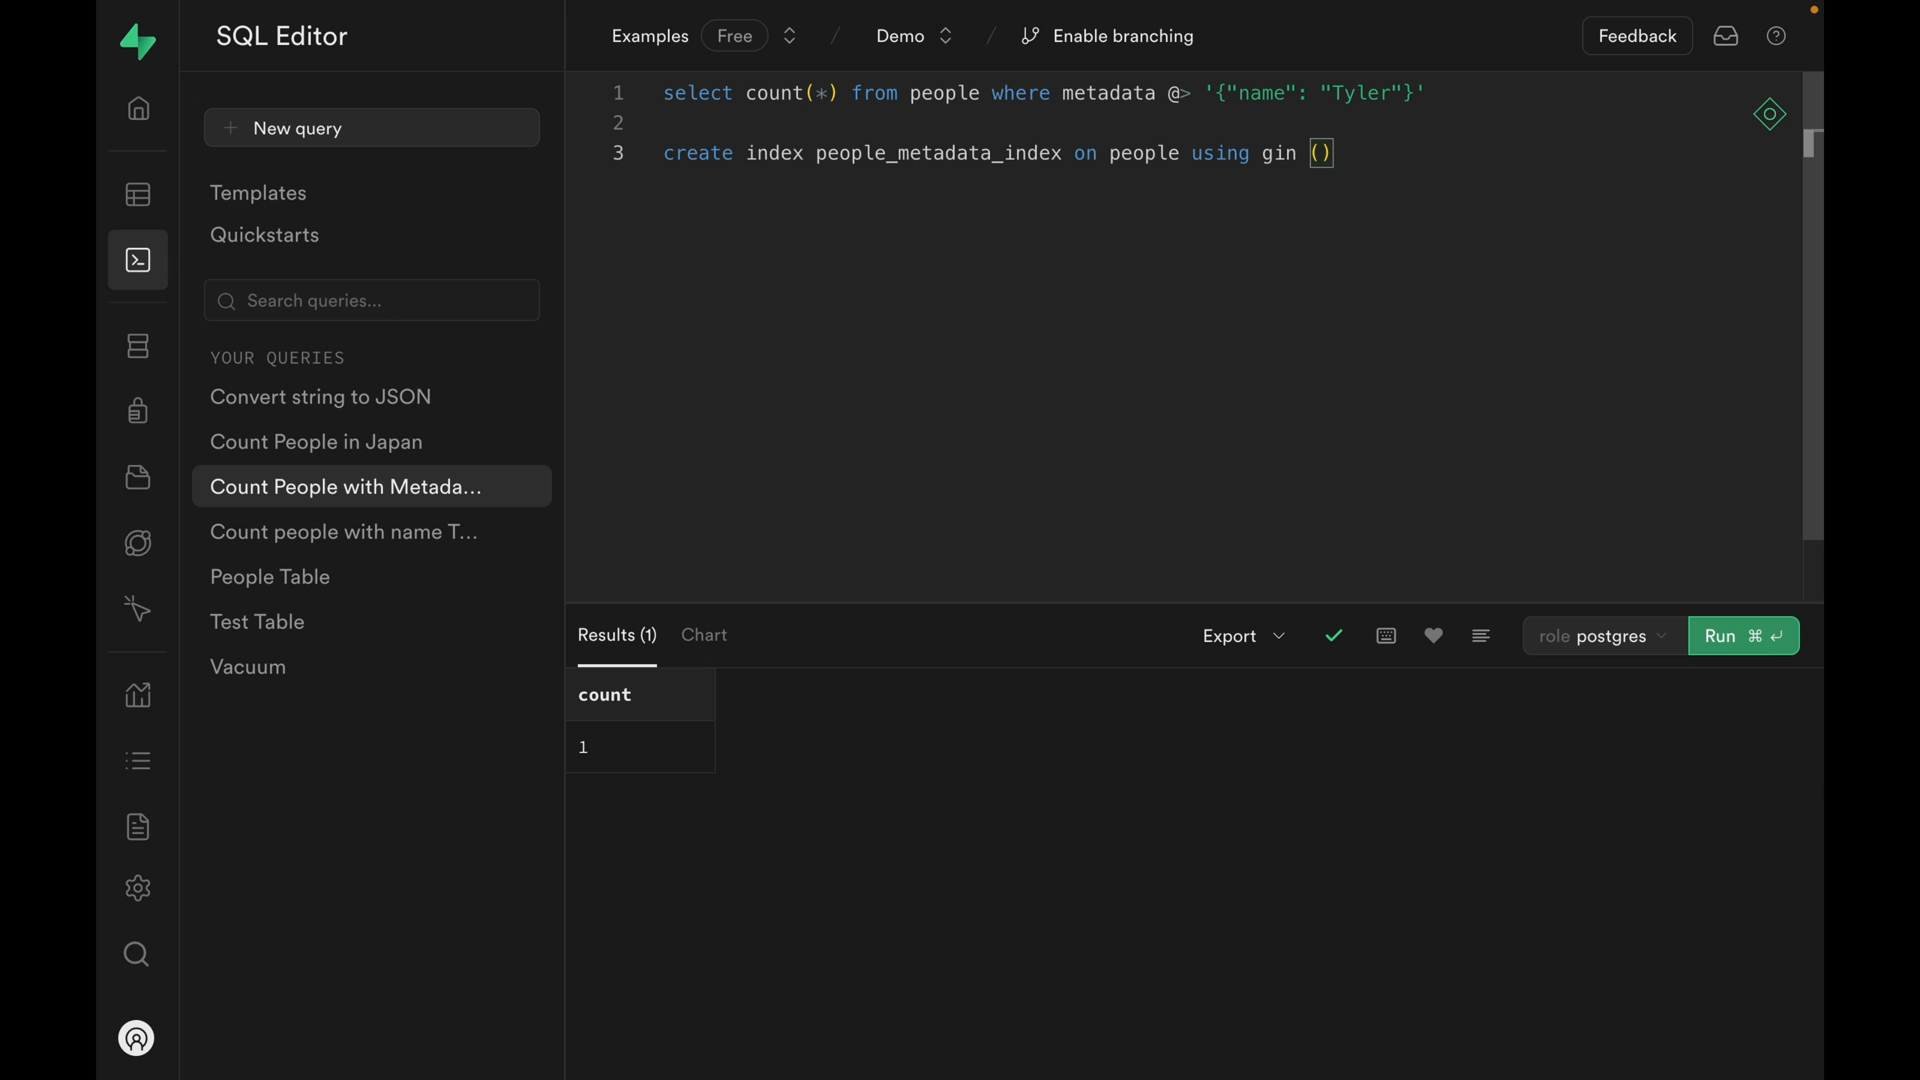 SQL Editor
Examples Free / Demo / Enable branching
Feedback
New query
Templates
Quickstarts
Search queries...
YOUR QUERIES
Convert string to JSON
Count People in Japan
Count People with Metada...
Count people with name T...
People Table
Test Table
Vacuum
1 select count(*) from people where metadata @> '{"name": "Tyler"}'
2
3 create index people_metadata_index on people using gin ()
Results (1) Chart
Export
role postgres
Run ⌘ ↵
count
1